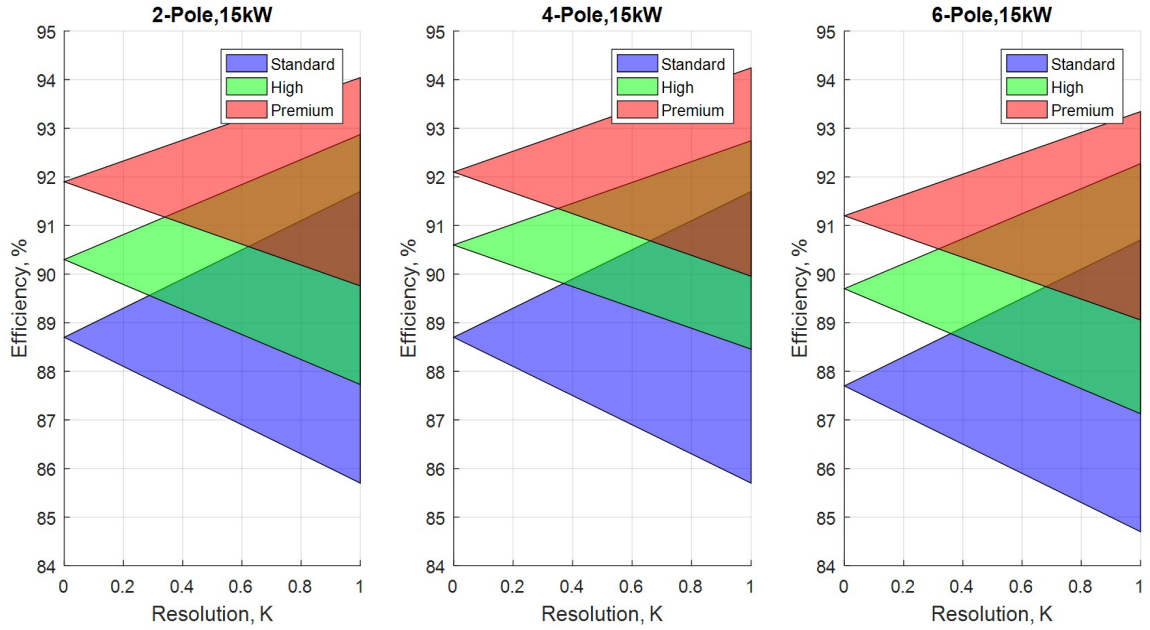 2-Pole,15kW
95
94
93
92
91
90
89
88
87
86
85
84
Efficiency, %
0 0.2 0.4 0.6 0.8 1
Resolution, K
Standard
High
Premium
4-Pole,15kW
95
94
93
92
91
90
89
88
87
86
85
84
Efficiency, %
0 0.2 0.4 0.6 0.8 1
Resolution, K
Standard
High
Premium
6-Pole,15kW
95
94
93
92
91
90
89
88
87
86
85
84
Efficiency, %
0 0.2 0.4 0.6 0.8 1
Resolution, K
Standard
High
Premium